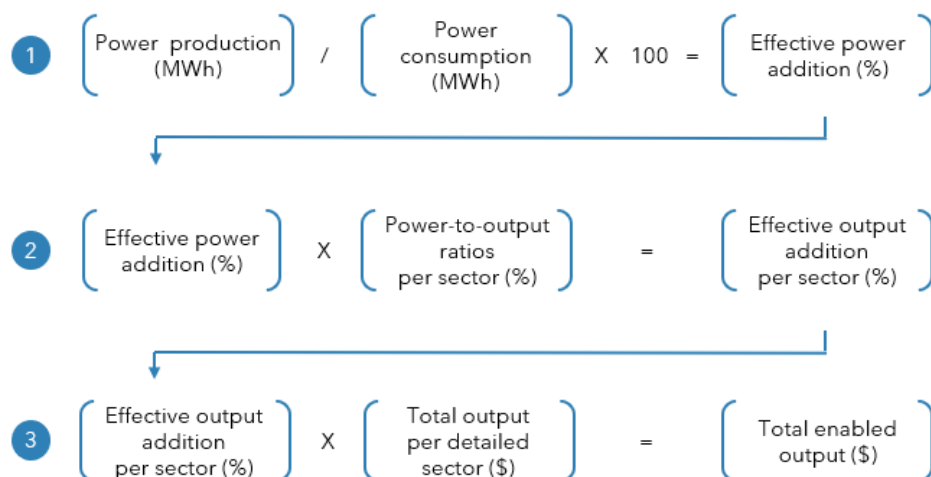 1
Power production
(MWh)
/
Power
consumption
(MWh)
X 100 =
Effective power
addition (%)
2
Effective power
addition (%)
X
Power-to-output
ratios
per sector (%)
=
Effective output
addition
per sector (%)
3
Effective output
addition
per sector (%)
X
Total output
per detailed
sector ($)
=
Total enabled
output ($)